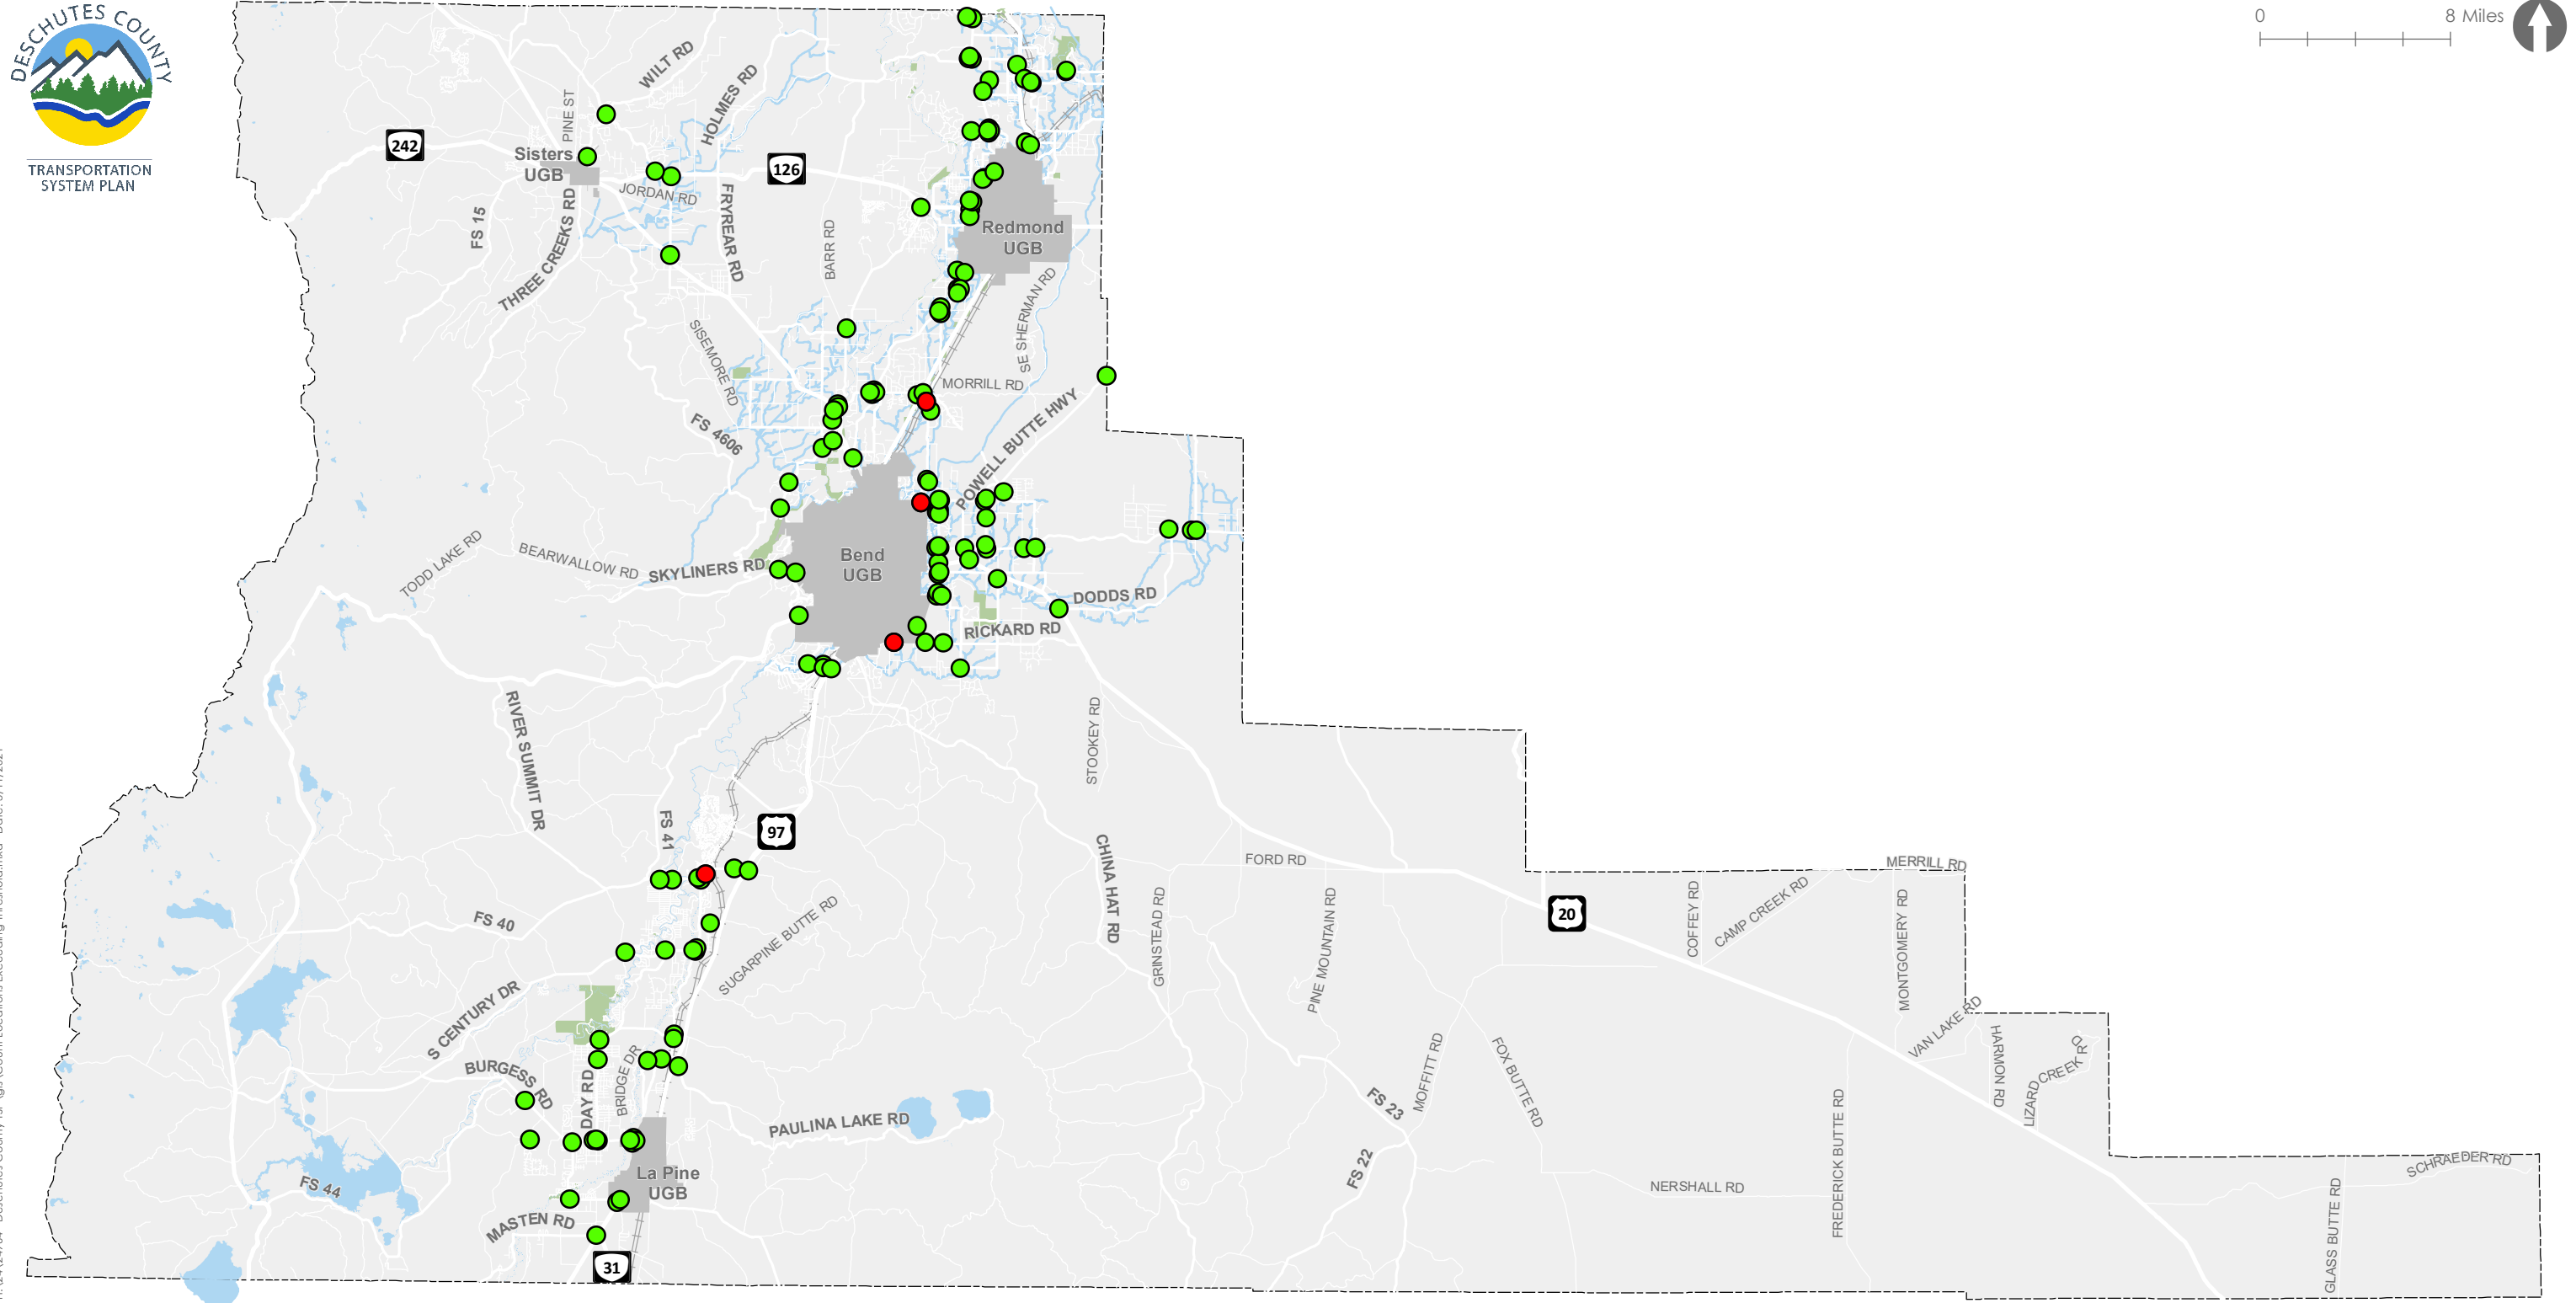 DESCHUTES COUNTY
TRANSPORTATION
SYSTEM PLAN
0 8 Miles
WILT RD
HOLMES RD
PINE ST
242
Sisters
UGB
126
JORDAN RD
FRYREAR RD
FS 15
THREE CREEKS RD
BARR RD
Redmond
UGB
SE SHERMAN RD
SISEMORE RD
MORRILL RD
POWELL BUTTE HWY
FS 4606
TODD LAKE RD
BEARWALLOW RD
SKYLINERS RD
Bend
UGB
DODDS RD
RICKARD RD
RIVER SUMMIT DR
STOOKEY RD
FS 41
97
CHINA HAT RD
FORD RD
MERRILL RD
GRINSTEAD RD
PINE MOUNTAIN RD
20
COFFEY RD
CAMP CREEK RD
MONTGOMERY RD
FS 40
SUGARPINE BUTTE RD
S CENTURY DR
VAN LAKE RD
HARMON RD
LIZARD CREEK RD
BURGESS RD
DAY RD
BRIDGE DR
MOFFITT RD
FOX BUTTE RD
FS 23
FREDERICK BUTTE RD
PAULINA LAKE RD
FS 22
La Pine
UGB
FS 44
NERSHALL RD
SCHRAEDER RD
GLASS BUTTE RD
MASTEN RD
31